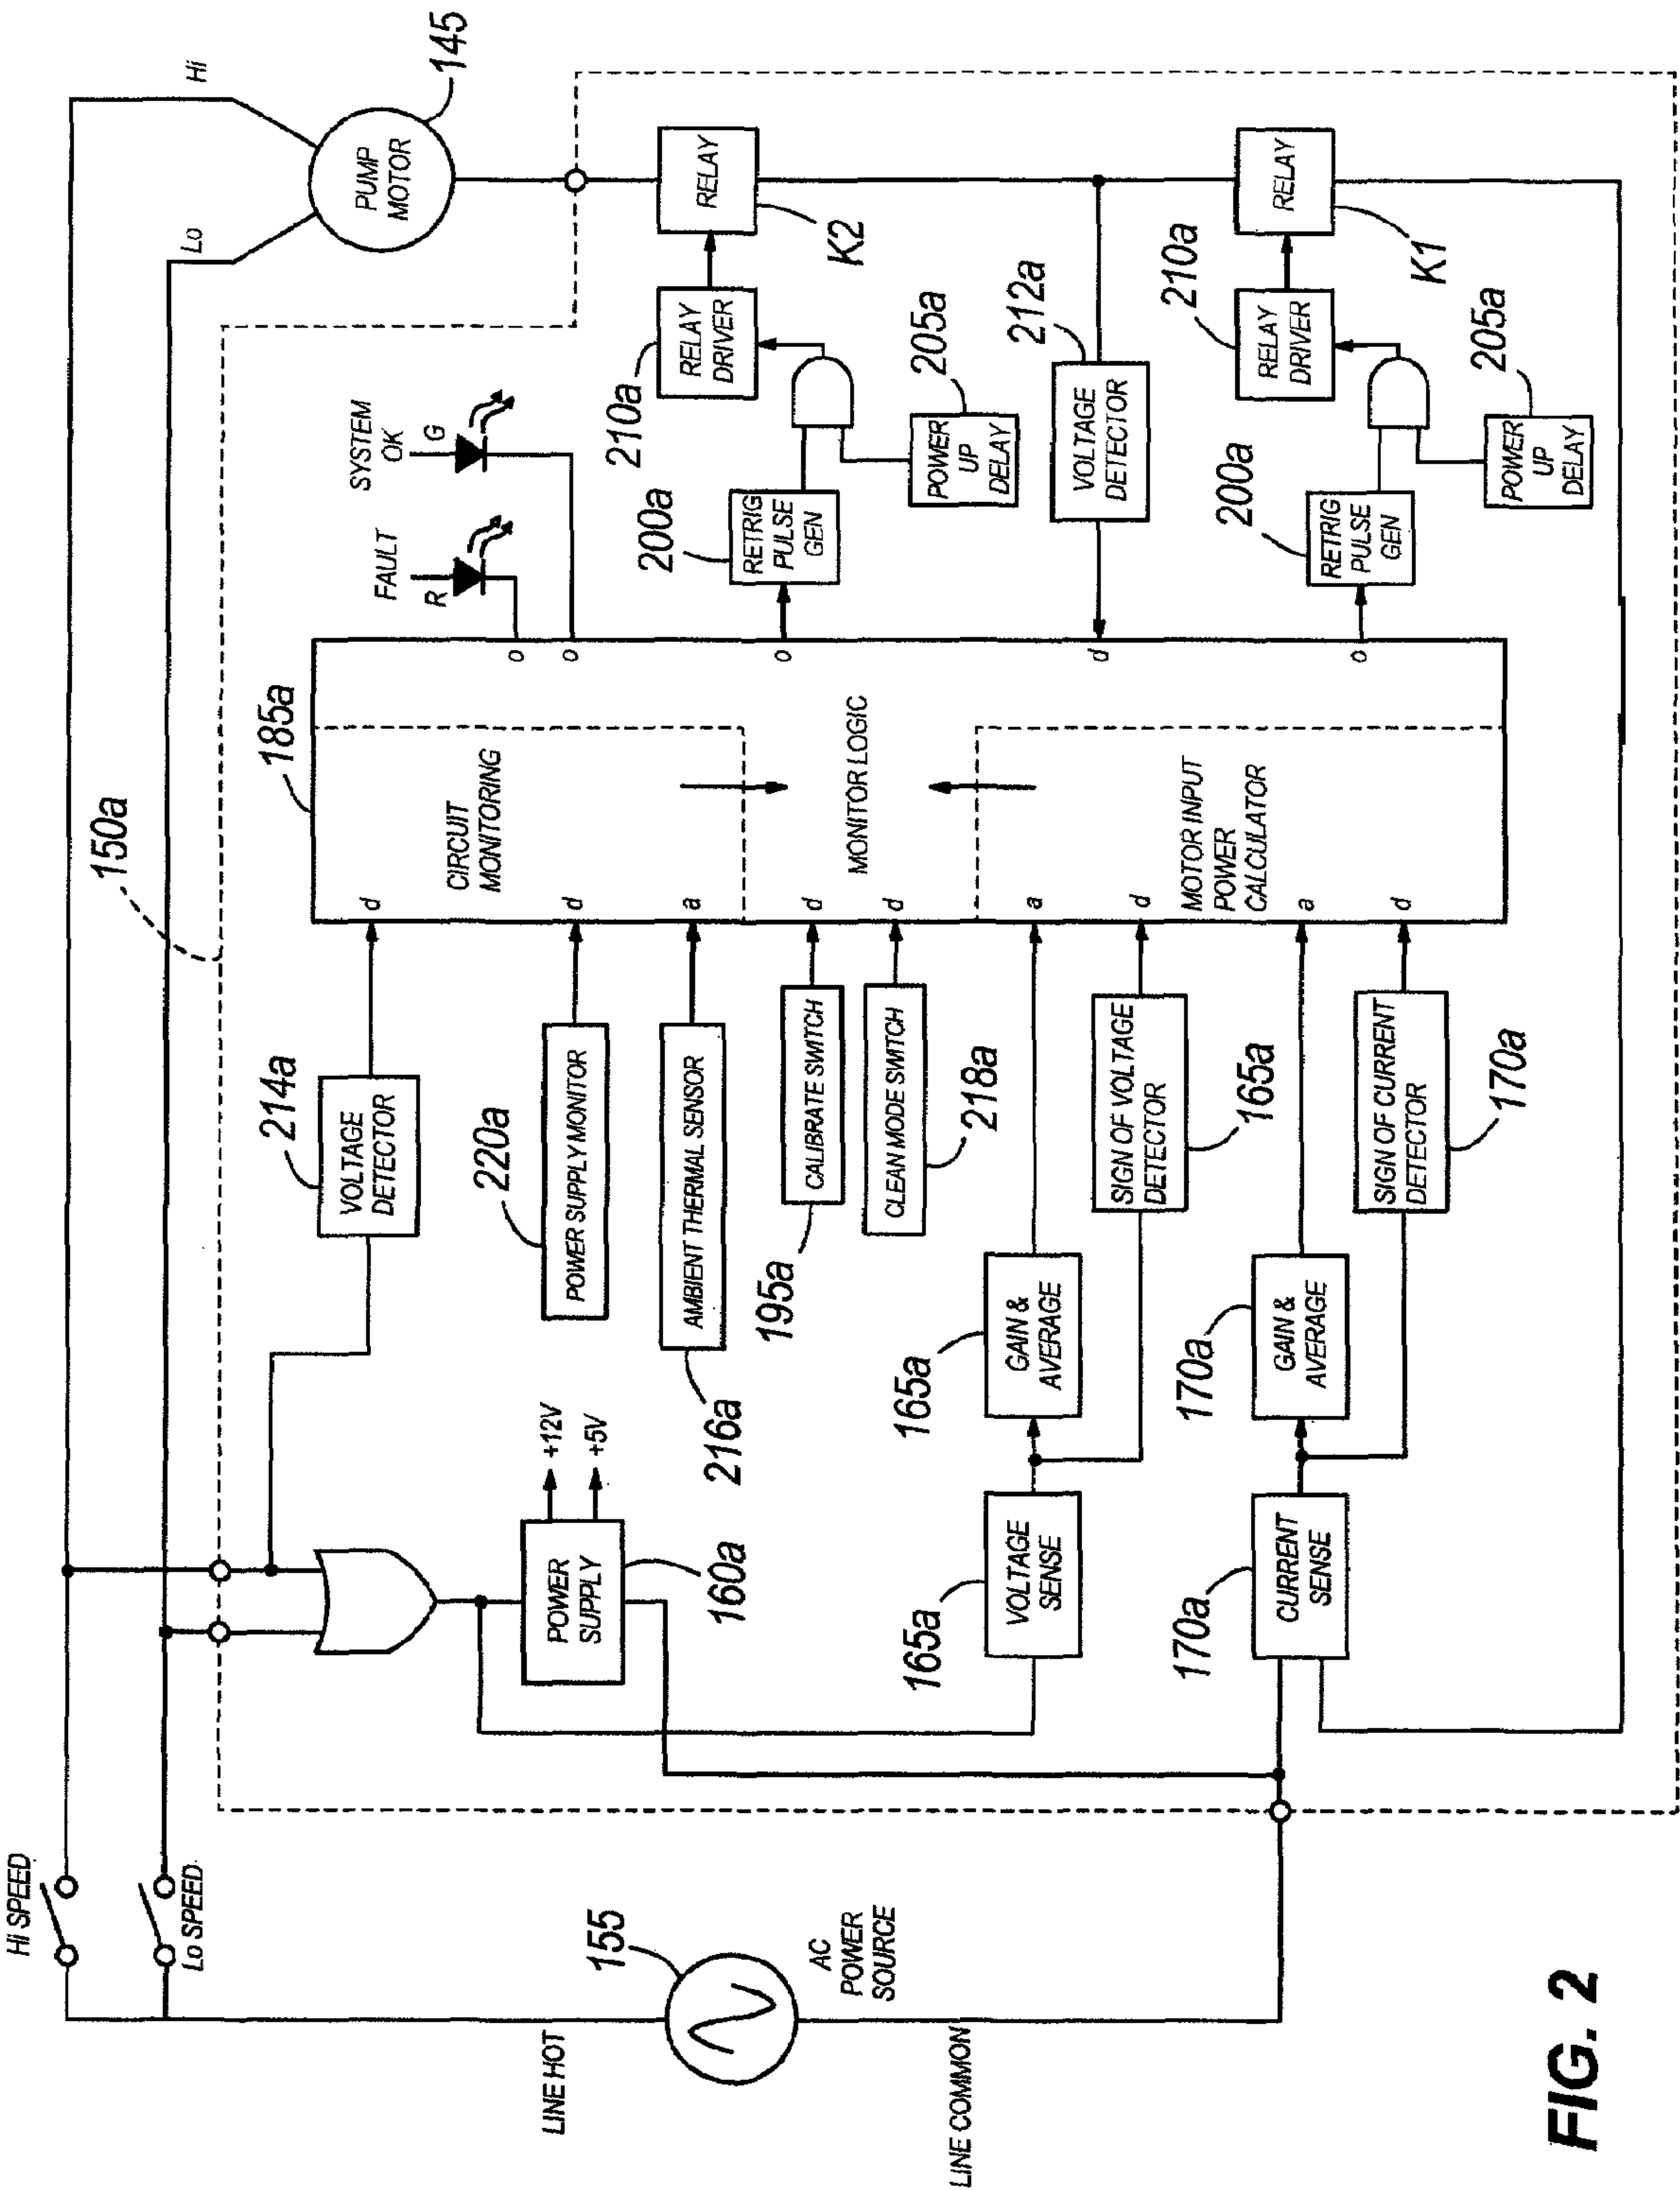 Hi SPEED
Lo SPEED
LINE HOT
155
AC
POWER
SOURCE
LINE COMMON
150a
214a
VOLTAGE
DETECTOR
POWER
SUPPLY
160a
+12V
+5V
220a
POWER SUPPLY MONITOR
AMBIENT THERMAL SENSOR
216a
CALIBRATE SWITCH
195a
CLEAN MODE SWITCH
218a
VOLTAGE
SENSE
165a
GAIN &
AVERAGE
165a
SIGN OF VOLTAGE
DETECTOR
165a
CURRENT
SENSE
170a
GAIN &
AVERAGE
170a
SIGN OF CURRENT
DETECTOR
170a
185a
d
d
a
d
d
a
d
a
d
CIRCUIT
MONITORING
MONITOR LOGIC
MOTOR INPUT
POWER
CALCULATOR
o
o
o
d
o
FAULT
R
SYSTEM
OK
G
200a
RETRIG
PULSE
GEN
POWER
UP
DELAY
205a
210a
RELAY
DRIVER
RELAY
K2
212a
VOLTAGE
DETECTOR
200a
RETRIG
PULSE
GEN
POWER
UP
DELAY
205a
210a
RELAY
DRIVER
RELAY
K1
Lo
Hi
PUMP
MOTOR
145
FIG. 2